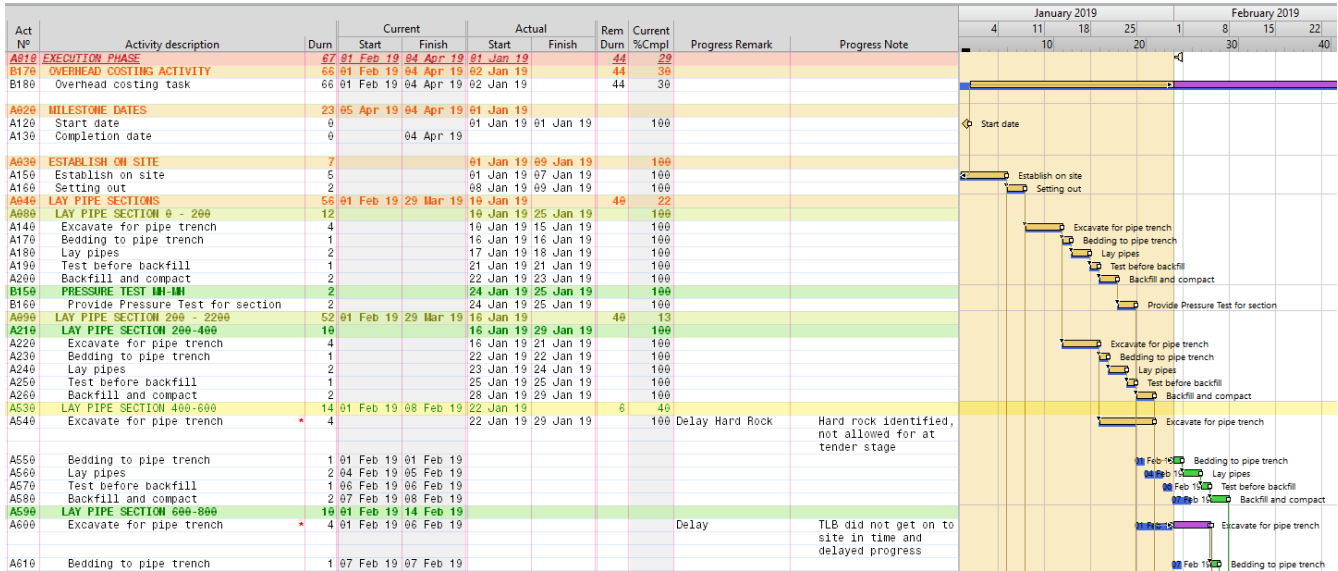 January 2019 February 2019
Current Actual Rem Current 4 11 18 25 1 8 15 22
Act
Nº Activity description Durn Start Finish Start Finish Durn %Cmpl Progress Remark Progress Note 10 20 30 40
A010 EXECUTION PHASE 67 01 Feb 19 04 Apr 19 01 Jan 19 44 29
B170 OVERHEAD COSTING ACTIVITY 66 01 Feb 19 04 Apr 19 02 Jan 19 44 30
B180 Overhead costing task 66 01 Feb 19 04 Apr 19 02 Jan 19 44 30
A020 MILESTONE DATES 23 05 Apr 19 04 Apr 19 01 Jan 19
A120 Start date 0 01 Jan 19 01 Jan 19 100 Start date
A130 Completion date 0 04 Apr 19
A030 ESTABLISH ON SITE 7 01 Jan 19 09 Jan 19 100
A150 Establish on site 5 01 Jan 19 07 Jan 19 100 Establish on site
A160 Setting out 2 08 Jan 19 09 Jan 19 100 Setting out
A040 LAY PIPE SECTIONS 56 01 Feb 19 29 Mar 19 10 Jan 19 40 22
A080 LAY PIPE SECTION 0 - 200 12 10 Jan 19 25 Jan 19 100
A140 Excavate for pipe trench 4 10 Jan 19 15 Jan 19 100 Excavate for pipe trench
A170 Bedding to pipe trench 1 16 Jan 19 16 Jan 19 100 Bedding to pipe trench
A180 Lay pipes 2 17 Jan 19 18 Jan 19 100 Lay pipes
A190 Test before backfill 1 21 Jan 19 21 Jan 19 100 Test before backfill
A200 Backfill and compact 2 22 Jan 19 23 Jan 19 100 Backfill and compact
B150 PRESSURE TEST MH-MH 2 24 Jan 19 25 Jan 19 100
B160 Provide Pressure Test for section 2 24 Jan 19 25 Jan 19 100 Provide Pressure Test for section
A090 LAY PIPE SECTION 200 - 2200 52 01 Feb 19 29 Mar 19 16 Jan 19 40 13
A210 LAY PIPE SECTION 200-400 10 16 Jan 19 29 Jan 19 100
A220 Excavate for pipe trench 4 16 Jan 19 21 Jan 19 100 Excavate for pipe trench
A230 Bedding to pipe trench 1 22 Jan 19 22 Jan 19 100 Bedding to pipe trench
A240 Lay pipes 2 23 Jan 19 24 Jan 19 100 Lay pipes
A250 Test before backfill 1 25 Jan 19 25 Jan 19 100 Test before backfill
A260 Backfill and compact 2 28 Jan 19 29 Jan 19 100 Backfill and compact
A530 LAY PIPE SECTION 400-600 14 01 Feb 19 08 Feb 19 22 Jan 19 6 40
A540 Excavate for pipe trench * 4 22 Jan 19 29 Jan 19 100 Delay Hard Rock Hard rock identified, Excavate for pipe trench
not allowed for at
tender stage
A550 Bedding to pipe trench 1 01 Feb 19 01 Feb 19 01 Feb Bedding to pipe trench
A560 Lay pipes 2 04 Feb 19 05 Feb 19 04 Feb 19 Lay pipes
A570 Test before backfill 1 06 Feb 19 06 Feb 19 06 Feb 19 Test before backfill
A580 Backfill and compact 2 07 Feb 19 08 Feb 19 07 Feb 19 Backfill and compact
A590 LAY PIPE SECTION 600-800 10 01 Feb 19 14 Feb 19
A600 Excavate for pipe trench * 4 01 Feb 19 06 Feb 19 Delay TLB did not get on to 01 Feb Excavate for pipe trench
site in time and
delayed progress
A610 Bedding to pipe trench 1 07 Feb 19 07 Feb 19 07 Feb 19 Bedding to pipe trench